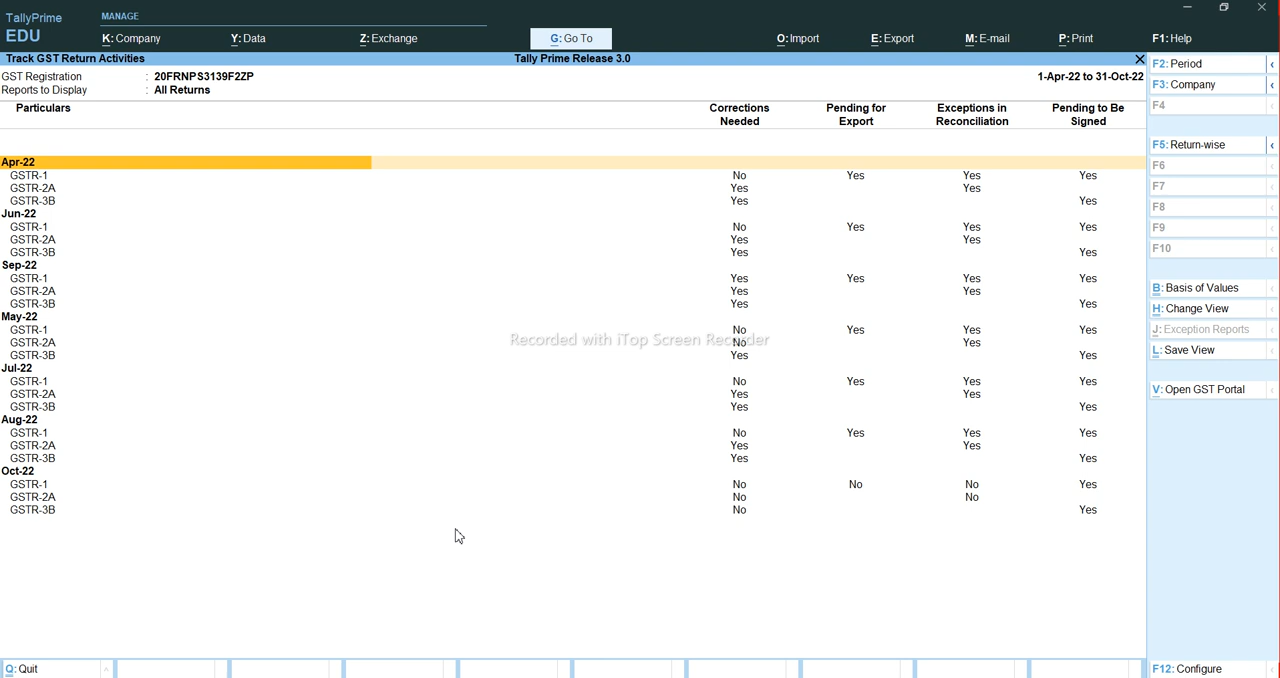 TallyPrime
EDU
MANAGE
K: Company Y: Data Z: Exchange G: Go To O: Import E: Export M: E-mail P: Print F1: Help
Track GST Return Activities Tally Prime Release 3.0
GST Registration : 20FRNPS3139F2ZP 1-Apr-22 to 31-Oct-22
Reports to Display : All Returns
Particulars Corrections Needed Pending for Export Exceptions in Reconciliation Pending to Be Signed
Apr-22
GSTR-1 No Yes Yes Yes
GSTR-2A Yes Yes
GSTR-3B Yes Yes
Jun-22
GSTR-1 No Yes Yes Yes
GSTR-2A Yes Yes
GSTR-3B Yes Yes
Sep-22
GSTR-1 Yes Yes Yes Yes
GSTR-2A Yes Yes
GSTR-3B Yes Yes
May-22
GSTR-1 No Yes Yes Yes
GSTR-2A No Yes
GSTR-3B Yes Yes
Recorded with iTop Screen Recorder
Jul-22
GSTR-1 No Yes Yes Yes
GSTR-2A Yes Yes
GSTR-3B Yes Yes
Aug-22
GSTR-1 No Yes Yes Yes
GSTR-2A Yes Yes
GSTR-3B Yes Yes
Oct-22
GSTR-1 No No No Yes
GSTR-2A No No
GSTR-3B No Yes
F2: Period
F3: Company
F4
F5: Return-wise
F6
F7
F8
F9
F10
B: Basis of Values
H: Change View
J: Exception Reports
L: Save View
V: Open GST Portal
Q: Quit
F12: Configure